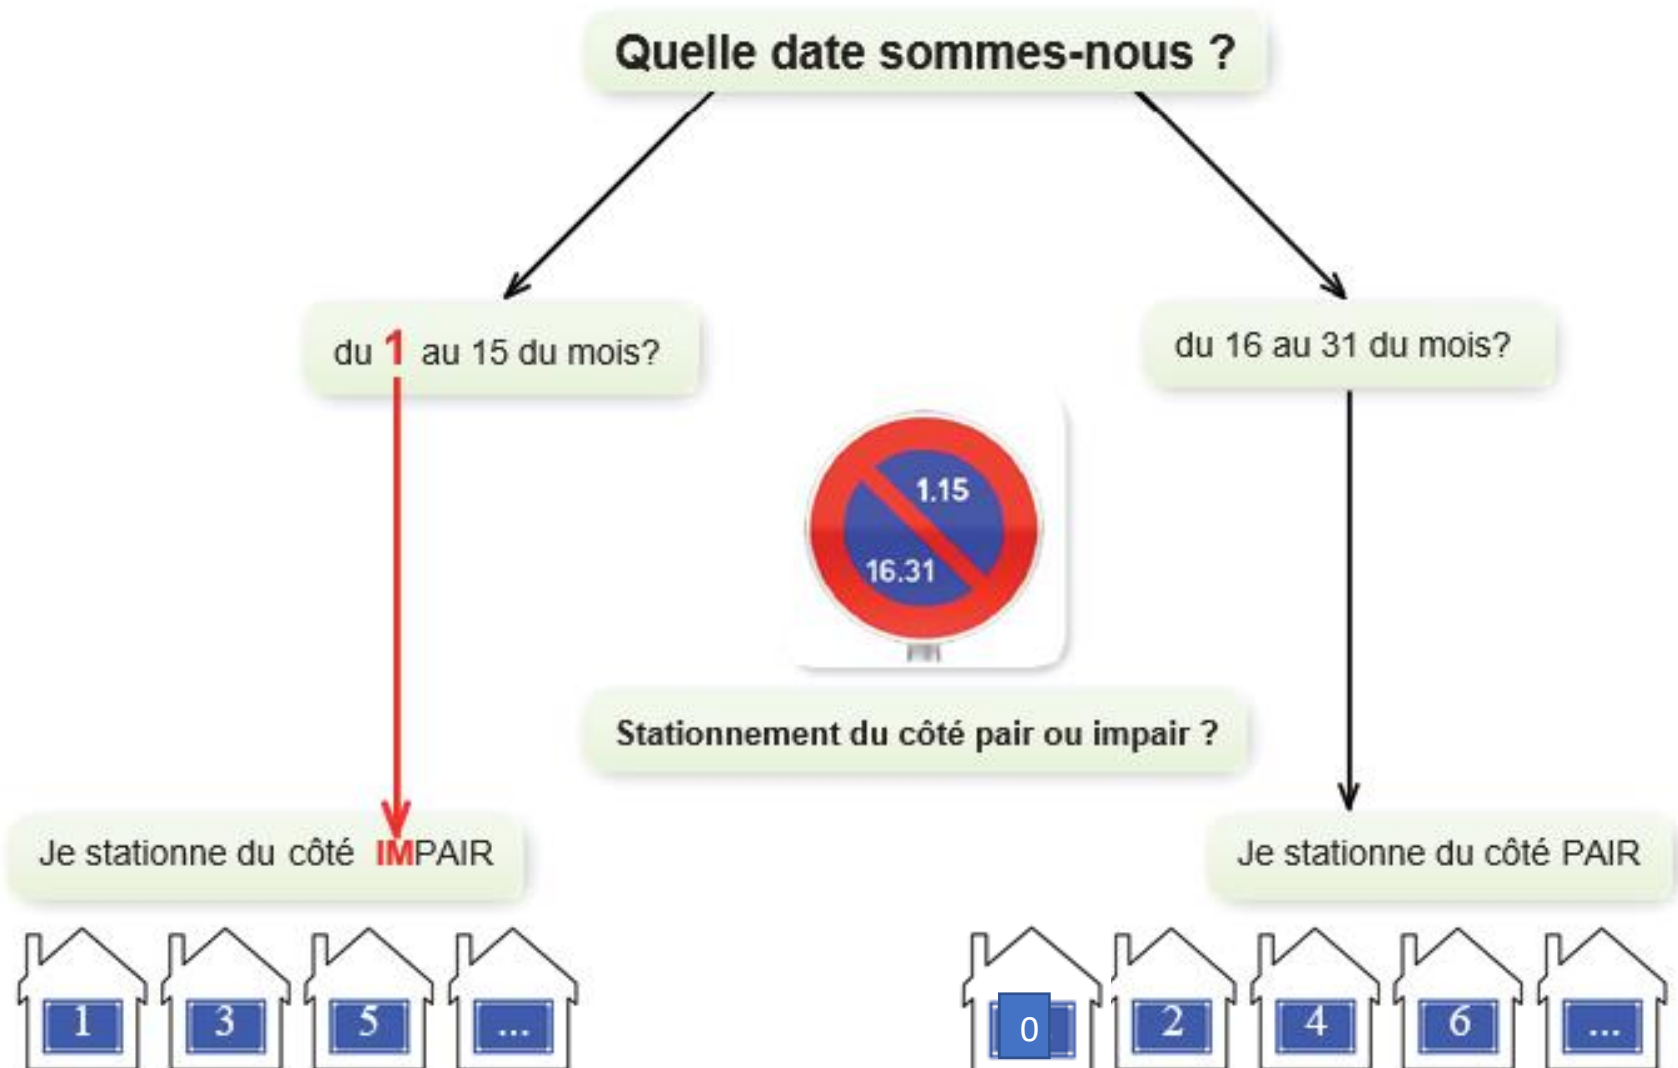 Quelle date sommes-nous ?
du 1 au 15 du mois?
du 16 au 31 du mois?
1.15
16.31
Stationnement du côté pair ou impair ?
Je stationne du côté IMPAIR
Je stationne du côté PAIR
1 3 5 ...
0 2 4 6 ...